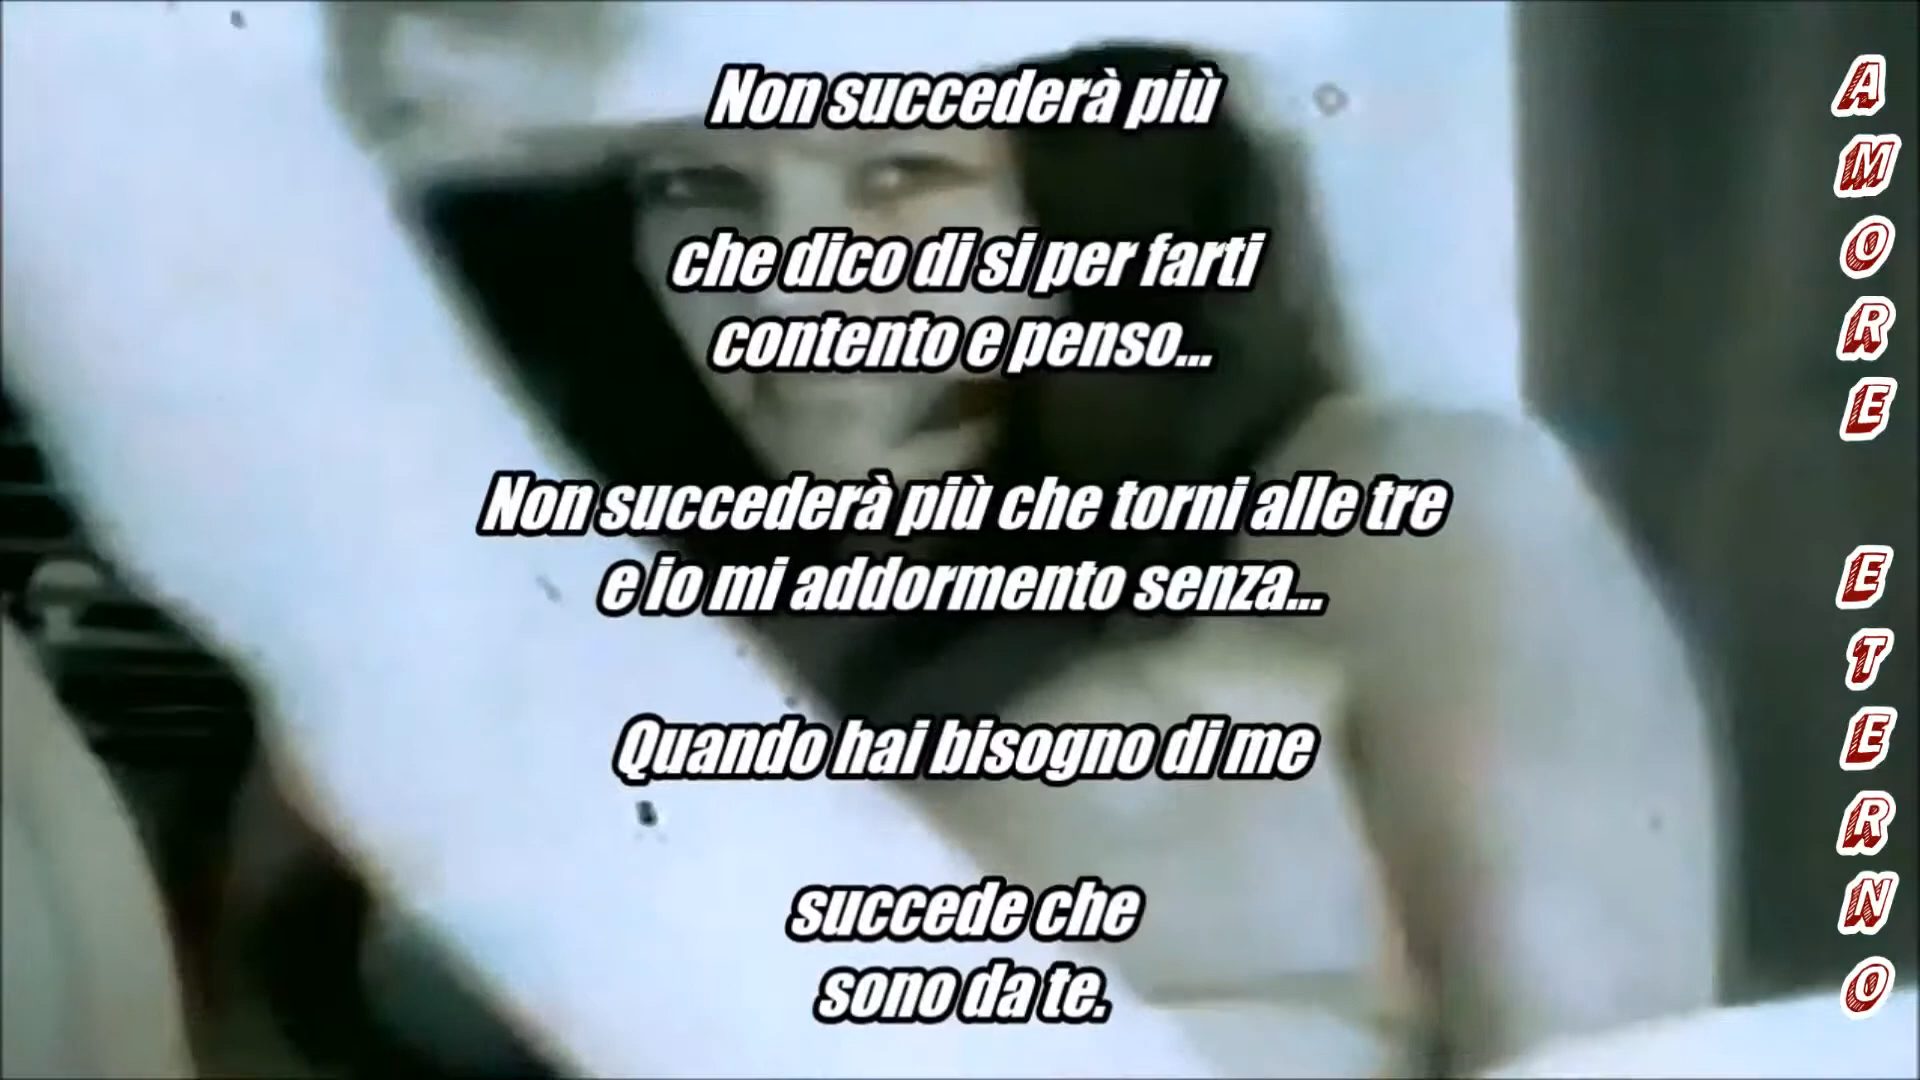 Non succederà più
che dico di si per farti
contento e penso...
Non succederà più che torni alle tre
e io mi addormento senza...
Quando hai bisogno di me
succede che
sono da te.
AMORE ETERNO